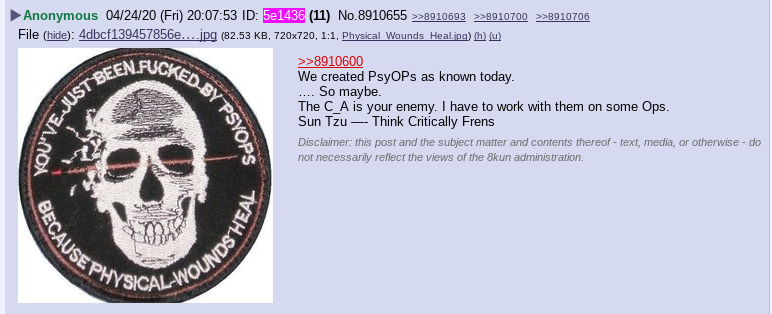 Anonymous 04/24/20 (Fri) 20:07:53 ID: 5e1436 (11) No.8910655 >>8910693 >>8910700 >>8910706
File (hide): 4dbcf139457856e….jpg (82.53 KB, 720x720, 1:1, Physical_Wounds_Heal.jpg) (h) (u)
YOU'VE JUST BEEN FUCKED BY PSYOPS
BECAUSE PHYSICAL WOUNDS HEAL
>>8910600
We created PsyOPs as known today.
…. So maybe.
The C_A is your enemy. I have to work with them on some Ops.
Sun Tzu —- Think Critically Frens
Disclaimer: this post and the subject matter and contents thereof - text, media, or otherwise - do
not necessarily reflect the views of the 8kun administration.